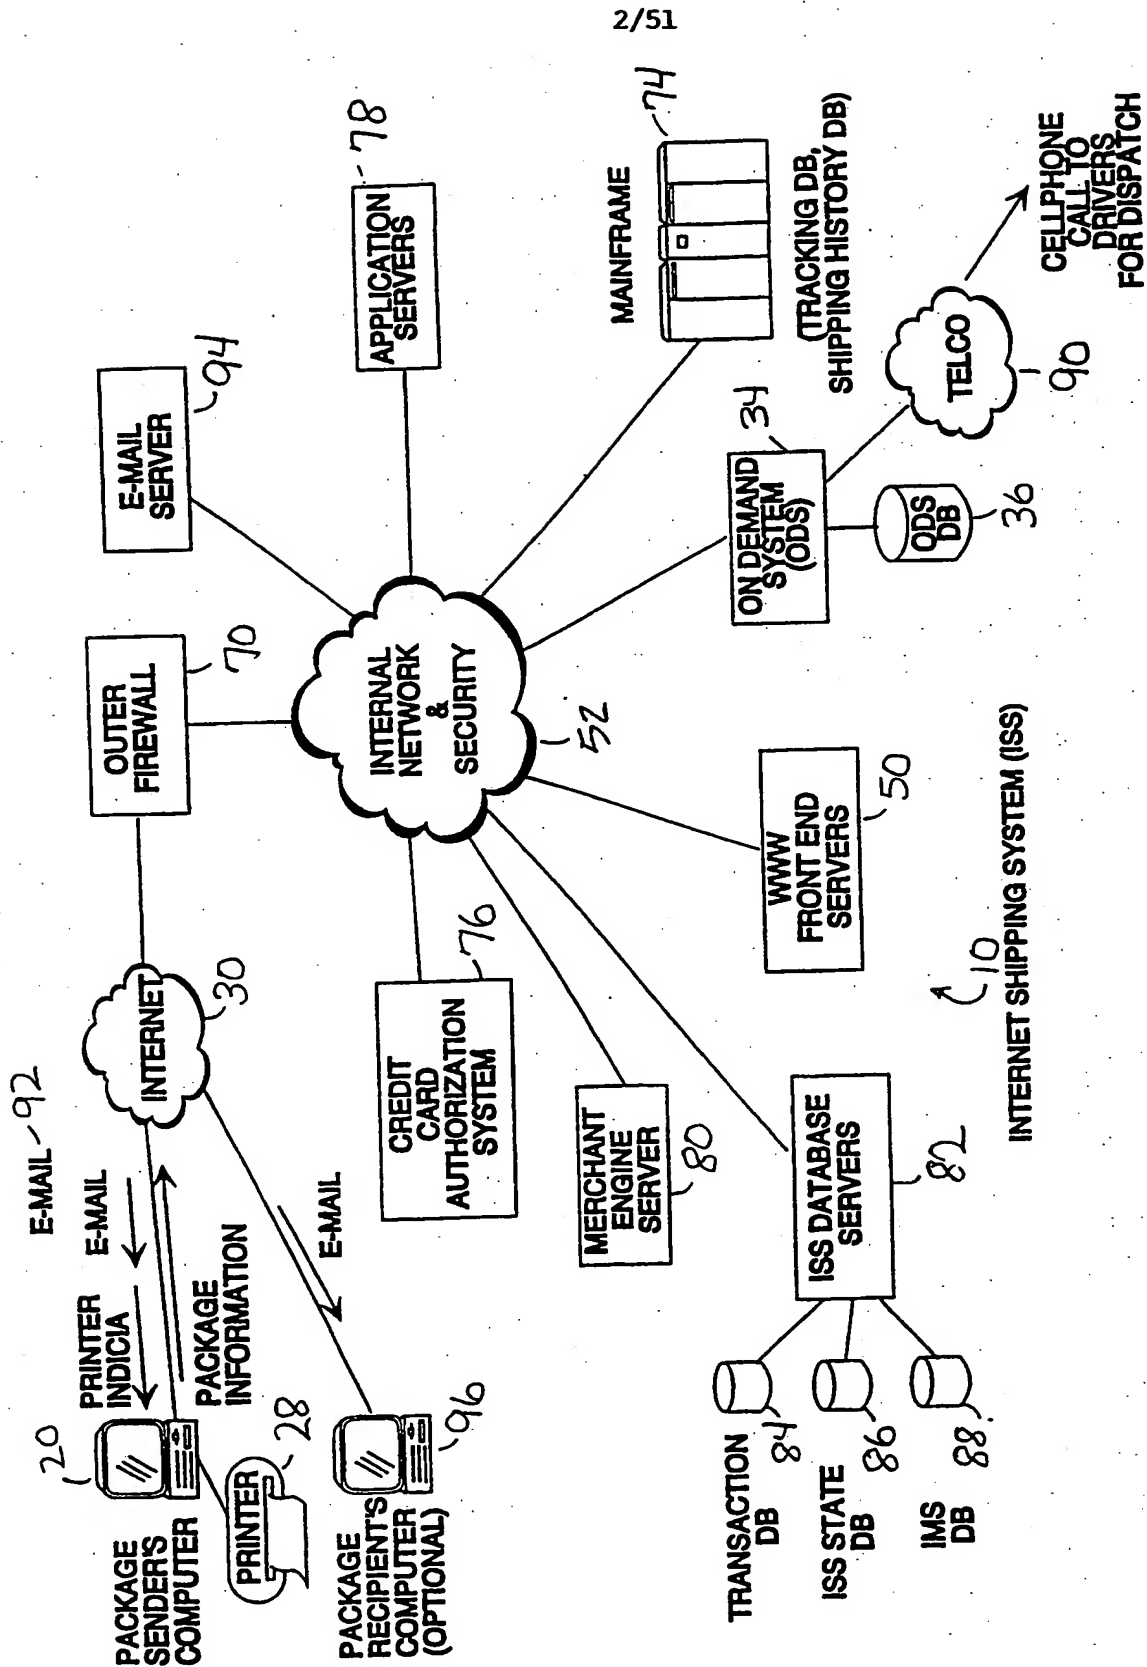 2/51
PACKAGE
SENDER'S
COMPUTER
20
PRINTER
INDICIA
E-MAIL
E-MAIL 92
PACKAGE
INFORMATION
PRINTER
28
INTERNET
30
E-MAIL
PACKAGE
RECIPIENT'S
COMPUTER
(OPTIONAL)
96
OUTER
FIREWALL
70
E-MAIL
SERVER
94
APPLICATION
SERVERS
78
CREDIT
CARD
AUTHORIZATION
SYSTEM
76
INTERNAL
NETWORK
&
SECURITY
52
MERCHANT
ENGINE
SERVER
80
MAINFRAME
74
(TRACKING DB,
SHIPPING HISTORY DB)
TRANSACTION
DB
84
ISS STATE
DB
86
IMS
DB
88
ISS DATABASE
SERVERS
82
WWW
FRONT END
SERVERS
50
ON DEMAND
SYSTEM
(ODS)
34
ODS
DB
36
TELCO
90
CELLPHONE
CALL TO
DRIVERS
FOR DISPATCH
10
INTERNET SHIPPING SYSTEM (ISS)